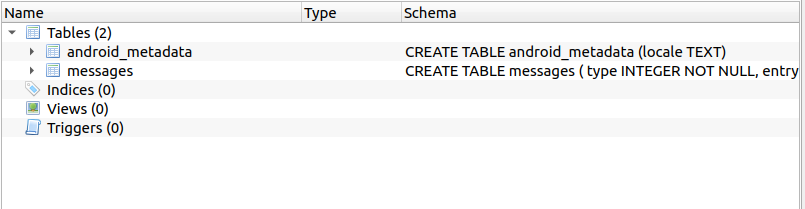 Name Type Schema
Tables (2)
android_metadata CREATE TABLE android_metadata (locale TEXT)
messages CREATE TABLE messages ( type INTEGER NOT NULL, entry
Indices (0)
Views (0)
Triggers (0)